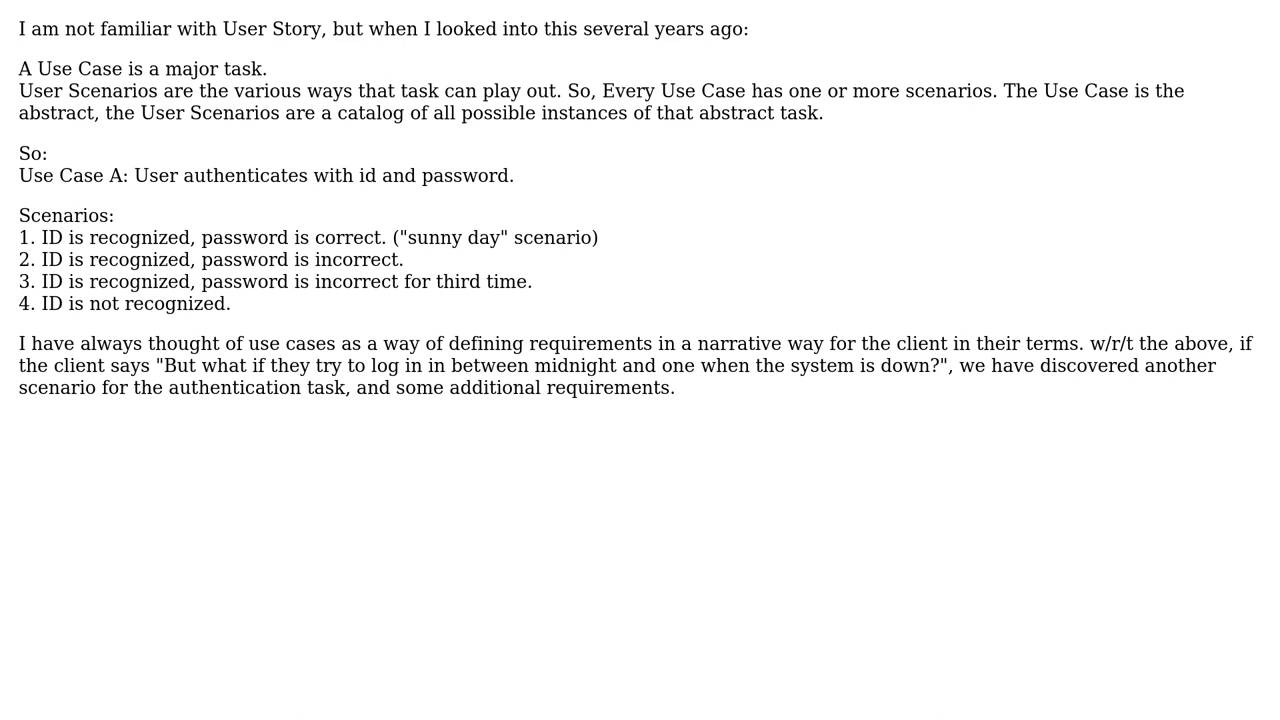 I am not familiar with User Story, but when I looked into this several years ago:
A Use Case is a major task.
User Scenarios are the various ways that task can play out. So, Every Use Case has one or more scenarios. The Use Case is the
abstract, the User Scenarios are a catalog of all possible instances of that abstract task.
So:
Use Case A: User authenticates with id and password.
Scenarios:
1. ID is recognized, password is correct. ("sunny day" scenario)
2. ID is recognized, password is incorrect.
3. ID is recognized, password is incorrect for third time.
4. ID is not recognized.
I have always thought of use cases as a way of defining requirements in a narrative way for the client in their terms. w/r/t the above, if
the client says "But what if they try to log in in between midnight and one when the system is down?", we have discovered another
scenario for the authentication task, and some additional requirements.